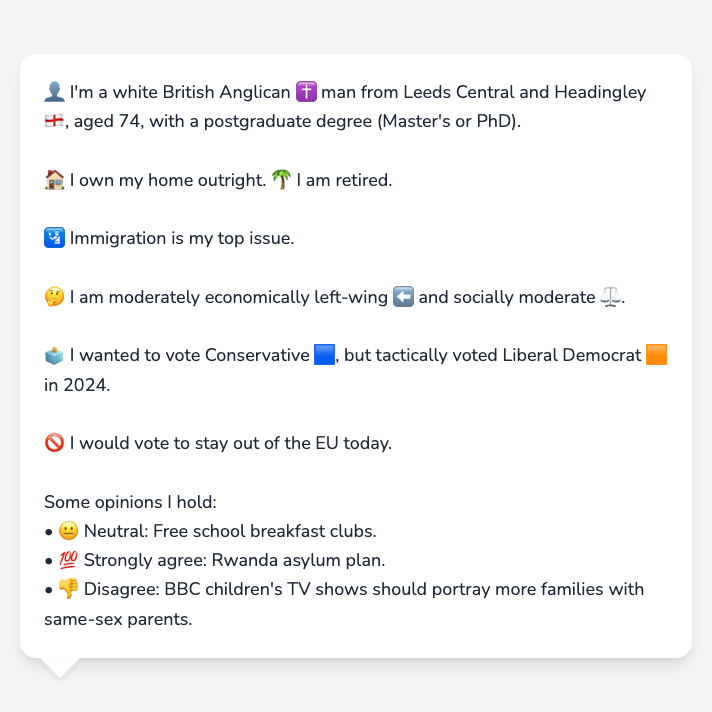 👤 I'm a white British Anglican ✝️ man from Leeds Central and Headingley
🏴󠁧󠁢󠁥󠁮󠁧󠁿, aged 74, with a postgraduate degree (Master's or PhD).
🏠 I own my home outright. 🌴 I am retired.
🛂 Immigration is my top issue.
🤔 I am moderately economically left-wing ⬅️ and socially moderate ⚖️.
🗳️ I wanted to vote Conservative 🟦, but tactically voted Liberal Democrat 🟧
in 2024.
🚫 I would vote to stay out of the EU today.
Some opinions I hold:
• 😐 Neutral: Free school breakfast clubs.
• 💯 Strongly agree: Rwanda asylum plan.
• 👎 Disagree: BBC children's TV shows should portray more families with
same-sex parents.